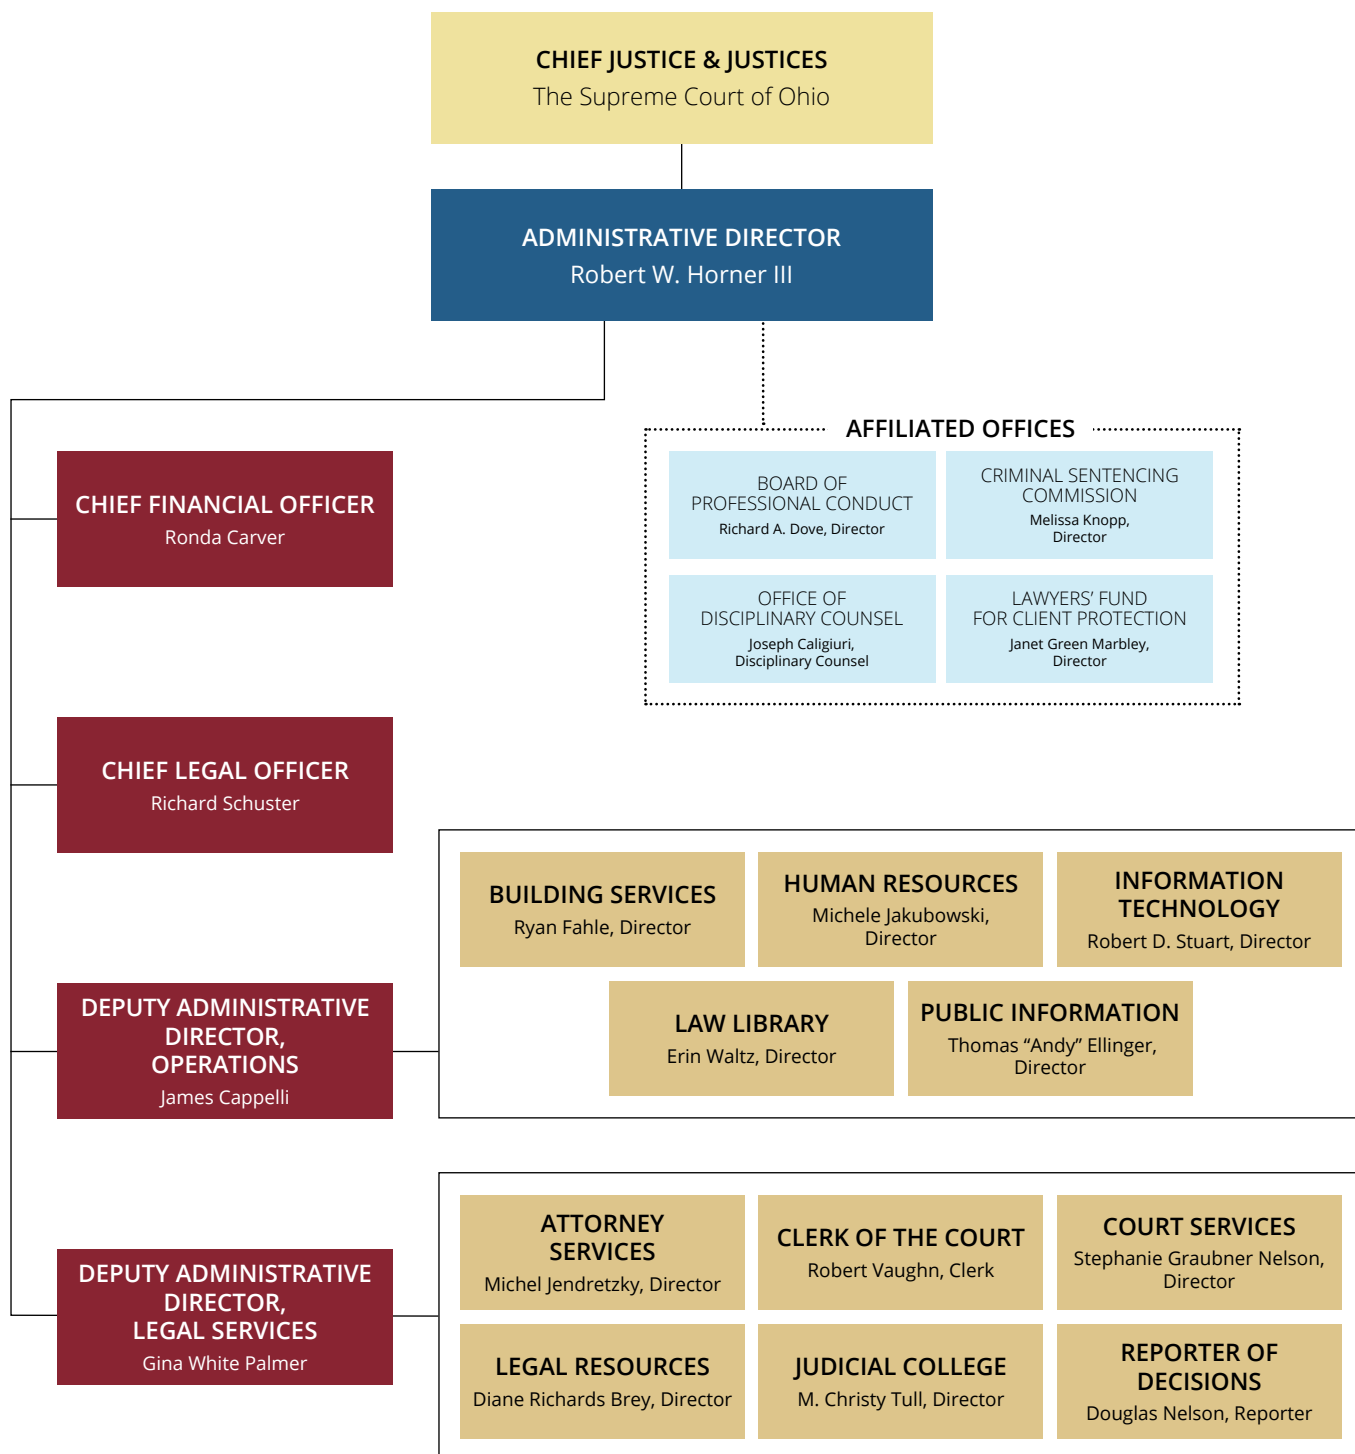 CHIEF JUSTICE & JUSTICES
The Supreme Court of Ohio
ADMINISTRATIVE DIRECTOR
Robert W. Horner III
AFFILIATED OFFICES
BOARD OF
PROFESSIONAL CONDUCT
Richard A. Dove, Director
CRIMINAL SENTENCING
COMMISSION
Melissa Knopp,
Director
OFFICE OF
DISCIPLINARY COUNSEL
Joseph Caligiuri,
Disciplinary Counsel
LAWYERS’ FUND
FOR CLIENT PROTECTION
Janet Green Marbley,
Director
CHIEF FINANCIAL OFFICER
Ronda Carver
CHIEF LEGAL OFFICER
Richard Schuster
DEPUTY ADMINISTRATIVE
DIRECTOR,
OPERATIONS
James Cappelli
BUILDING SERVICES
Ryan Fahle, Director
HUMAN RESOURCES
Michele Jakubowski,
Director
INFORMATION
TECHNOLOGY
Robert D. Stuart, Director
LAW LIBRARY
Erin Waltz, Director
PUBLIC INFORMATION
Thomas “Andy” Ellinger,
Director
DEPUTY ADMINISTRATIVE
DIRECTOR,
LEGAL SERVICES
Gina White Palmer
ATTORNEY
SERVICES
Michel Jendretzky, Director
CLERK OF THE COURT
Robert Vaughn, Clerk
COURT SERVICES
Stephanie Graubner Nelson,
Director
LEGAL RESOURCES
Diane Richards Brey, Director
JUDICIAL COLLEGE
M. Christy Tull, Director
REPORTER OF
DECISIONS
Douglas Nelson, Reporter